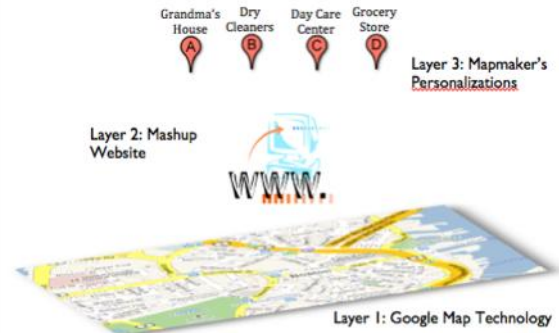 Grandma's
House
Dry
Cleaners
Day Care
Center
Grocery
Store
A
B
C
D
Layer 3: Mapmaker's
Personalizations
Layer 2: Mashup
Website
WWW.
Layer 1: Google Map Technology